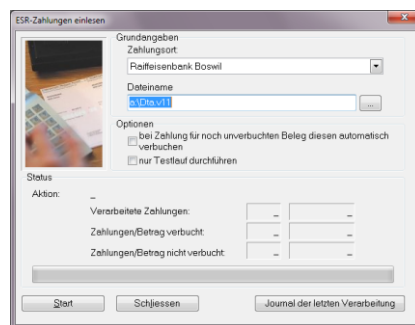 ESR-Zahlungen einlesen
Grundangaben
Zahlungsort:
Raiffeisenbank Boswil
Dateiname
a:\Dta.v11
...
Optionen
bei Zahlung für noch unverbuchten Beleg diesen automatisch
verbuchen
nur Testlauf durchführen
Status
Aktion: _
Verarbeitete Zahlungen: _ _
Zahlungen/Betrag verbucht: _ _
Zahlungen/Betrag nicht verbucht: _ _
Start Schliessen Journal der letzten Verarbeitung